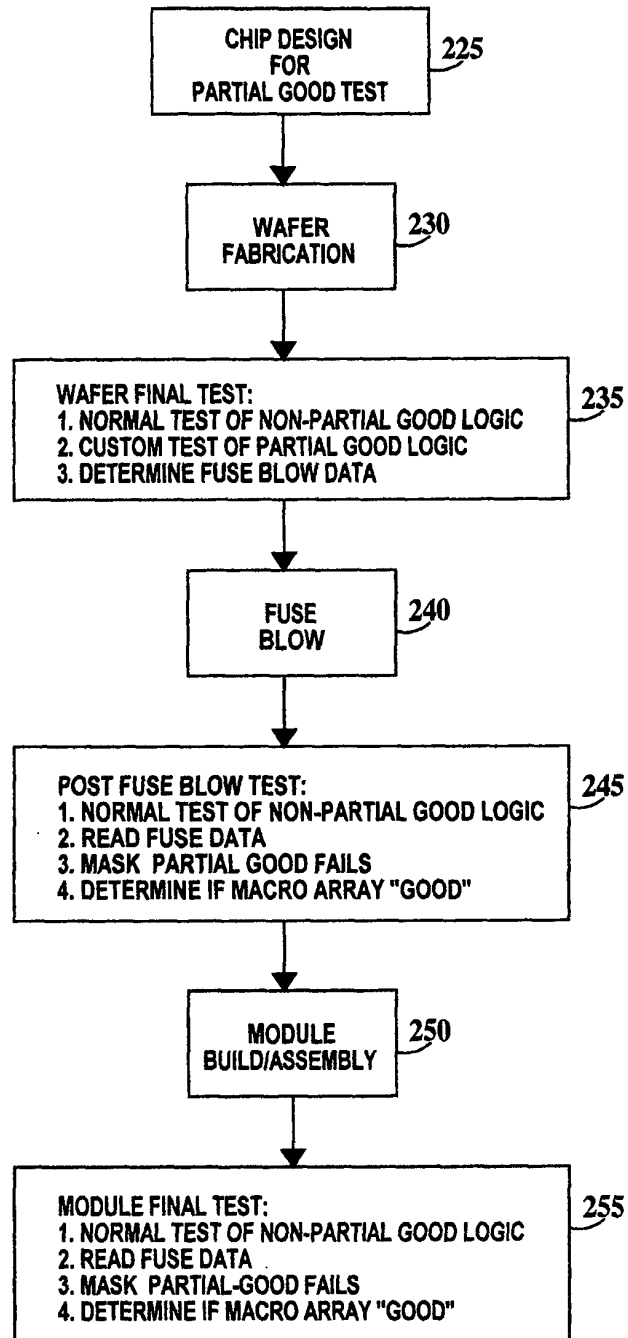 CHIP DESIGN
FOR
PARTIAL GOOD TEST
225
WAFER
FABRICATION
230
WAFER FINAL TEST:
1. NORMAL TEST OF NON-PARTIAL GOOD LOGIC
2. CUSTOM TEST OF PARTIAL GOOD LOGIC
3. DETERMINE FUSE BLOW DATA
235
FUSE
BLOW
240
POST FUSE BLOW TEST:
1. NORMAL TEST OF NON-PARTIAL GOOD LOGIC
2. READ FUSE DATA
3. MASK PARTIAL GOOD FAILS
4. DETERMINE IF MACRO ARRAY "GOOD"
245
MODULE
BUILD/ASSEMBLY
250
MODULE FINAL TEST:
1. NORMAL TEST OF NON-PARTIAL GOOD LOGIC
2. READ FUSE DATA
3. MASK PARTIAL-GOOD FAILS
4. DETERMINE IF MACRO ARRAY "GOOD"
255